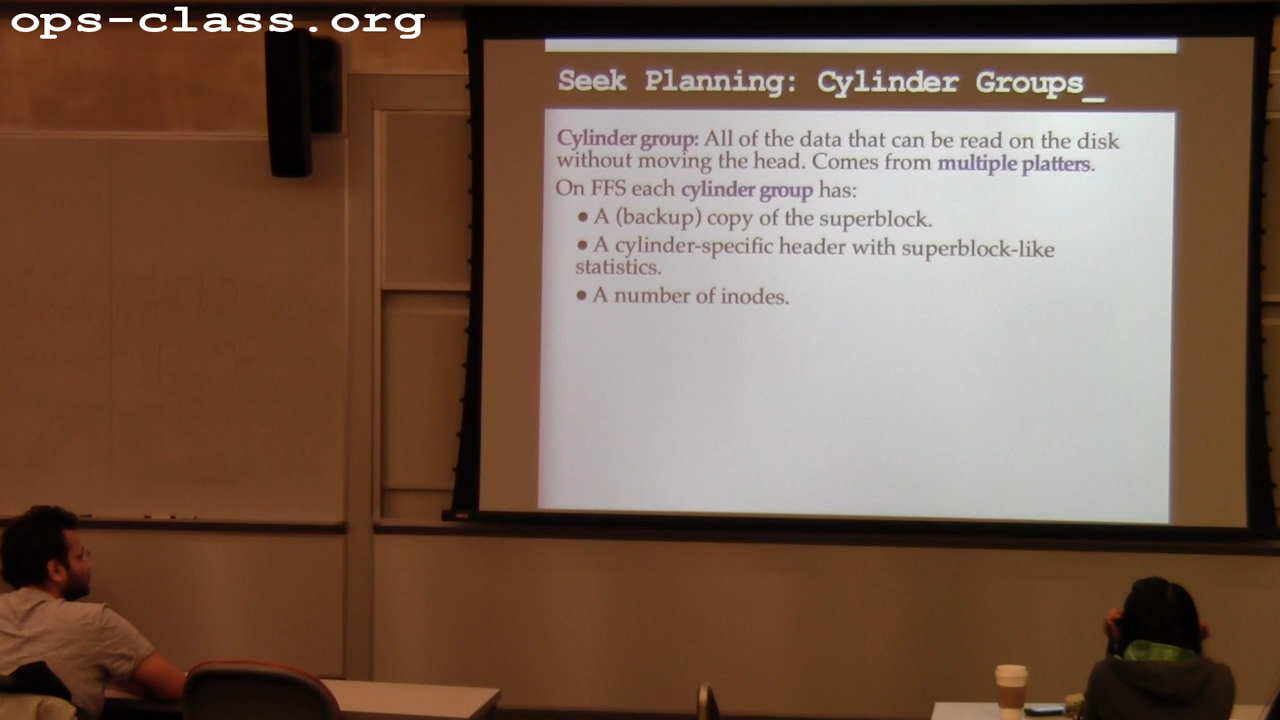 ops-class.org
Seek Planning: Cylinder Groups_
Cylinder group: All of the data that can be read on the disk
without moving the head. Comes from multiple platters.
On FFS each cylinder group has:
• A (backup) copy of the superblock.
• A cylinder-specific header with superblock-like
statistics.
• A number of inodes.